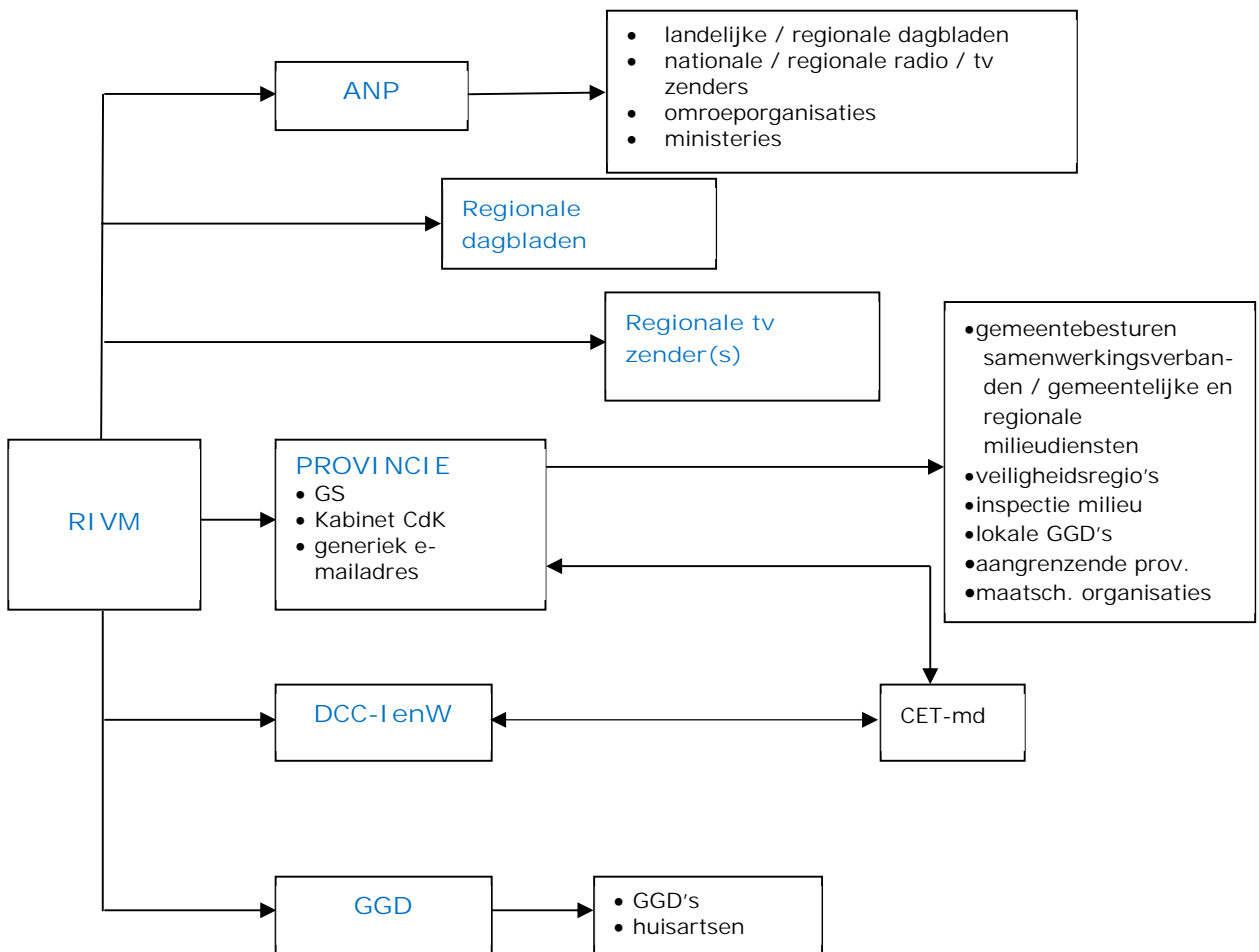 ANP
• landelijke / regionale dagbladen
• nationale / regionale radio / tv
zenders
• omroeporganisaties
• ministeries
Regionale
dagbladen
Regionale tv
zender(s)
•gemeentebesturen
samenwerkingsverban-
den / gemeentelijke en
regionale
milieudiensten
•veiligheidsregio's
•inspectie milieu
•lokale GGD's
•aangrenzende prov.
•maatsch. organisaties
RIVM
PROVINCIE
• GS
• Kabinet CdK
• generiek e-
mailadres
DCC-IenW
CET-md
GGD
• GGD's
• huisartsen